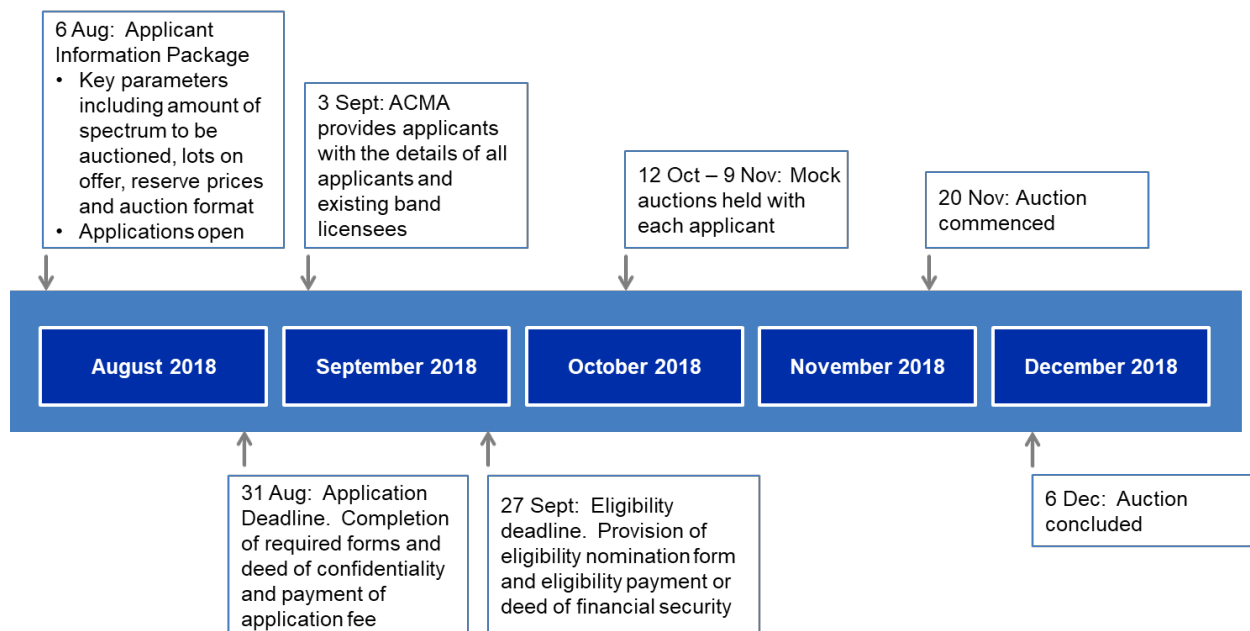 6 Aug: Applicant
Information Package
• Key parameters
including amount of
spectrum to be
auctioned, lots on
offer, reserve prices
and auction format
• Applications open
3 Sept: ACMA
provides applicants
with the details of all
applicants and
existing band
licensees
12 Oct – 9 Nov: Mock
auctions held with
each applicant
20 Nov: Auction
commenced
August 2018
September 2018
October 2018
November 2018
December 2018
31 Aug: Application
Deadline. Completion
of required forms and
deed of confidentiality
and payment of
application fee
27 Sept: Eligibility
deadline. Provision of
eligibility nomination form
and eligibility payment or
deed of financial security
6 Dec: Auction
concluded